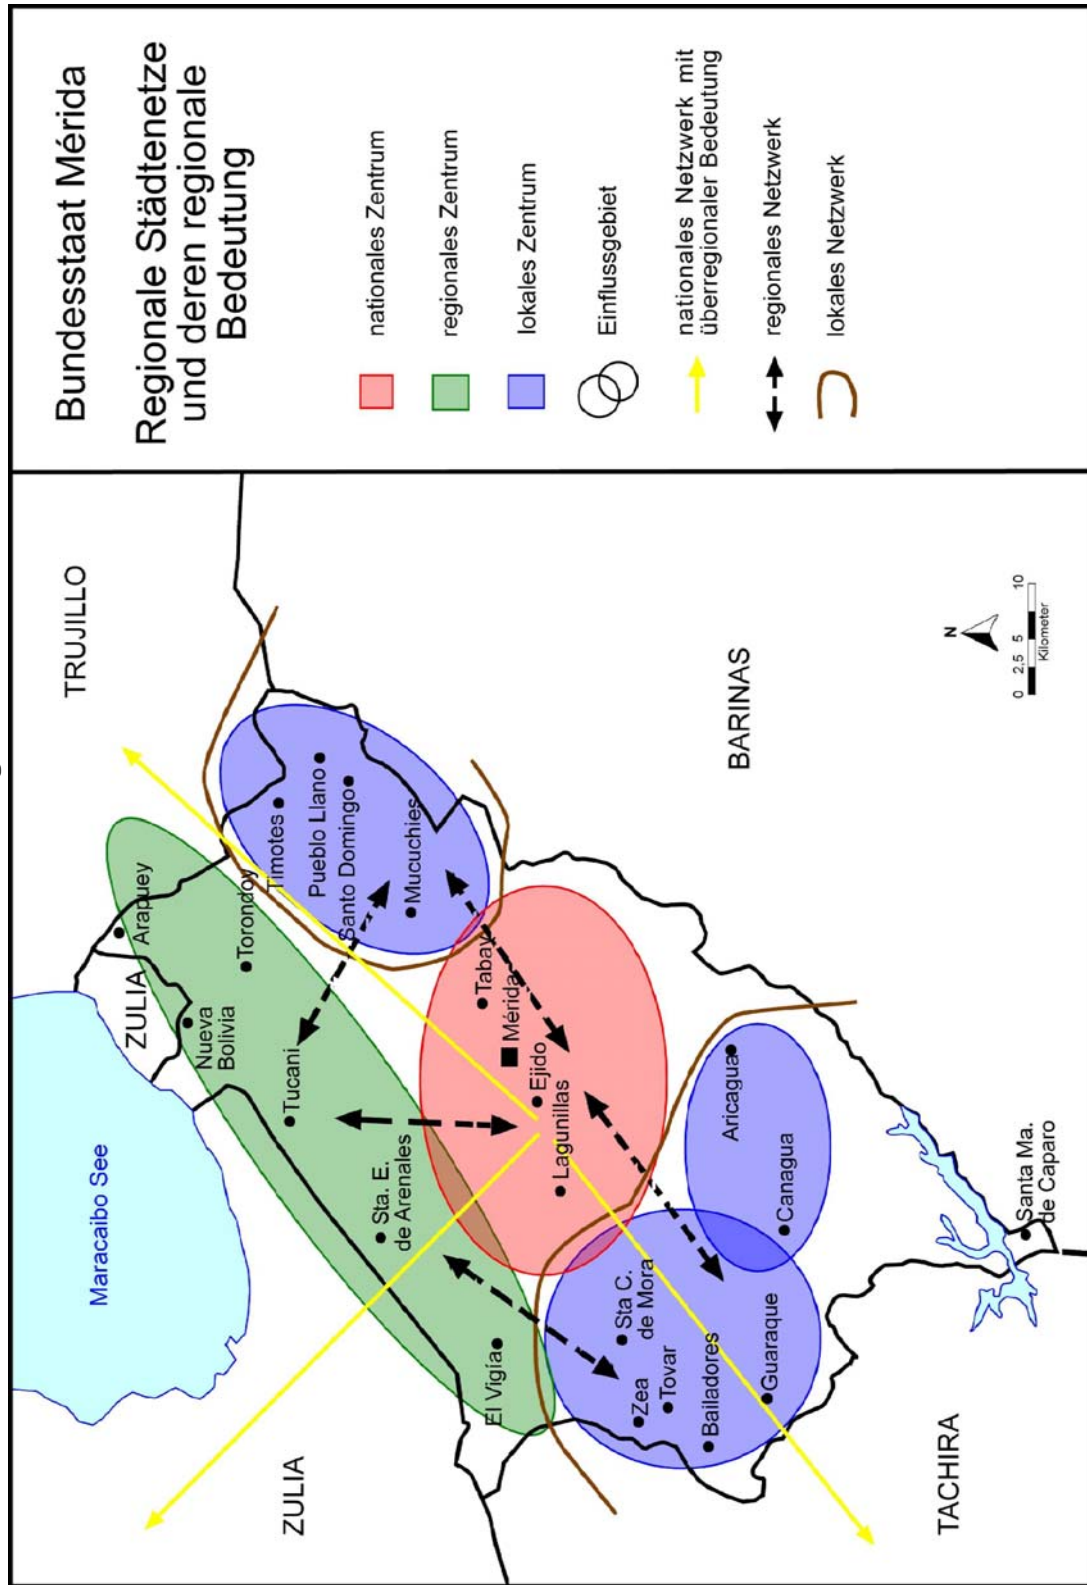 Bundesstaat Mérida
Regionale Städtenetze
und deren regionale
Bedeutung
nationales Zentrum
regionales Zentrum
lokales Zentrum
Einflussgebiet
nationales Netzwerk mit
überregionaler Bedeutung
regionales Netzwerk
lokales Netzwerk
Maracaibo See
TRUJILLO
ZULIA
Arapuey
Nueva
Bolivia
Torondoy
Tucani
Timotes
Pueblo Llano
Santo Domingo
Mucuchies
Sta. E.
de Arenales
El Vigía
ZULIA
Tabay
Mérida
Ejido
Lagunillas
BARINAS
Sta C.
de Mora
Zea
Tovar
Bailadores
Guaraque
Aricagua
Canagua
TACHIRA
Santa Ma.
de Caparo
N
0 2,5 5 10
Kilometer